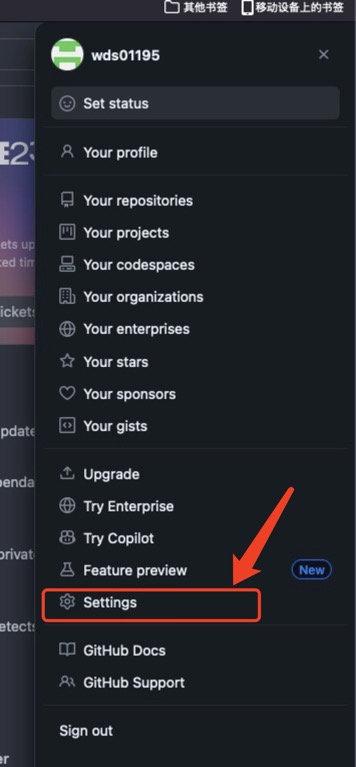 其他书签 移动设备上的书签
wds01195
Set status
E23
Your profile
Your repositories
Your projects
ets up
Your codespaces
ted tim
Your organizations
ickets
Your enterprises
Your stars
Your sponsors
Your gists
pdate
Upgrade
penda
Try Enterprise
Try Copilot
privat
Feature preview New
Settings
etects
GitHub Docs
GitHub Support
Sign out
er